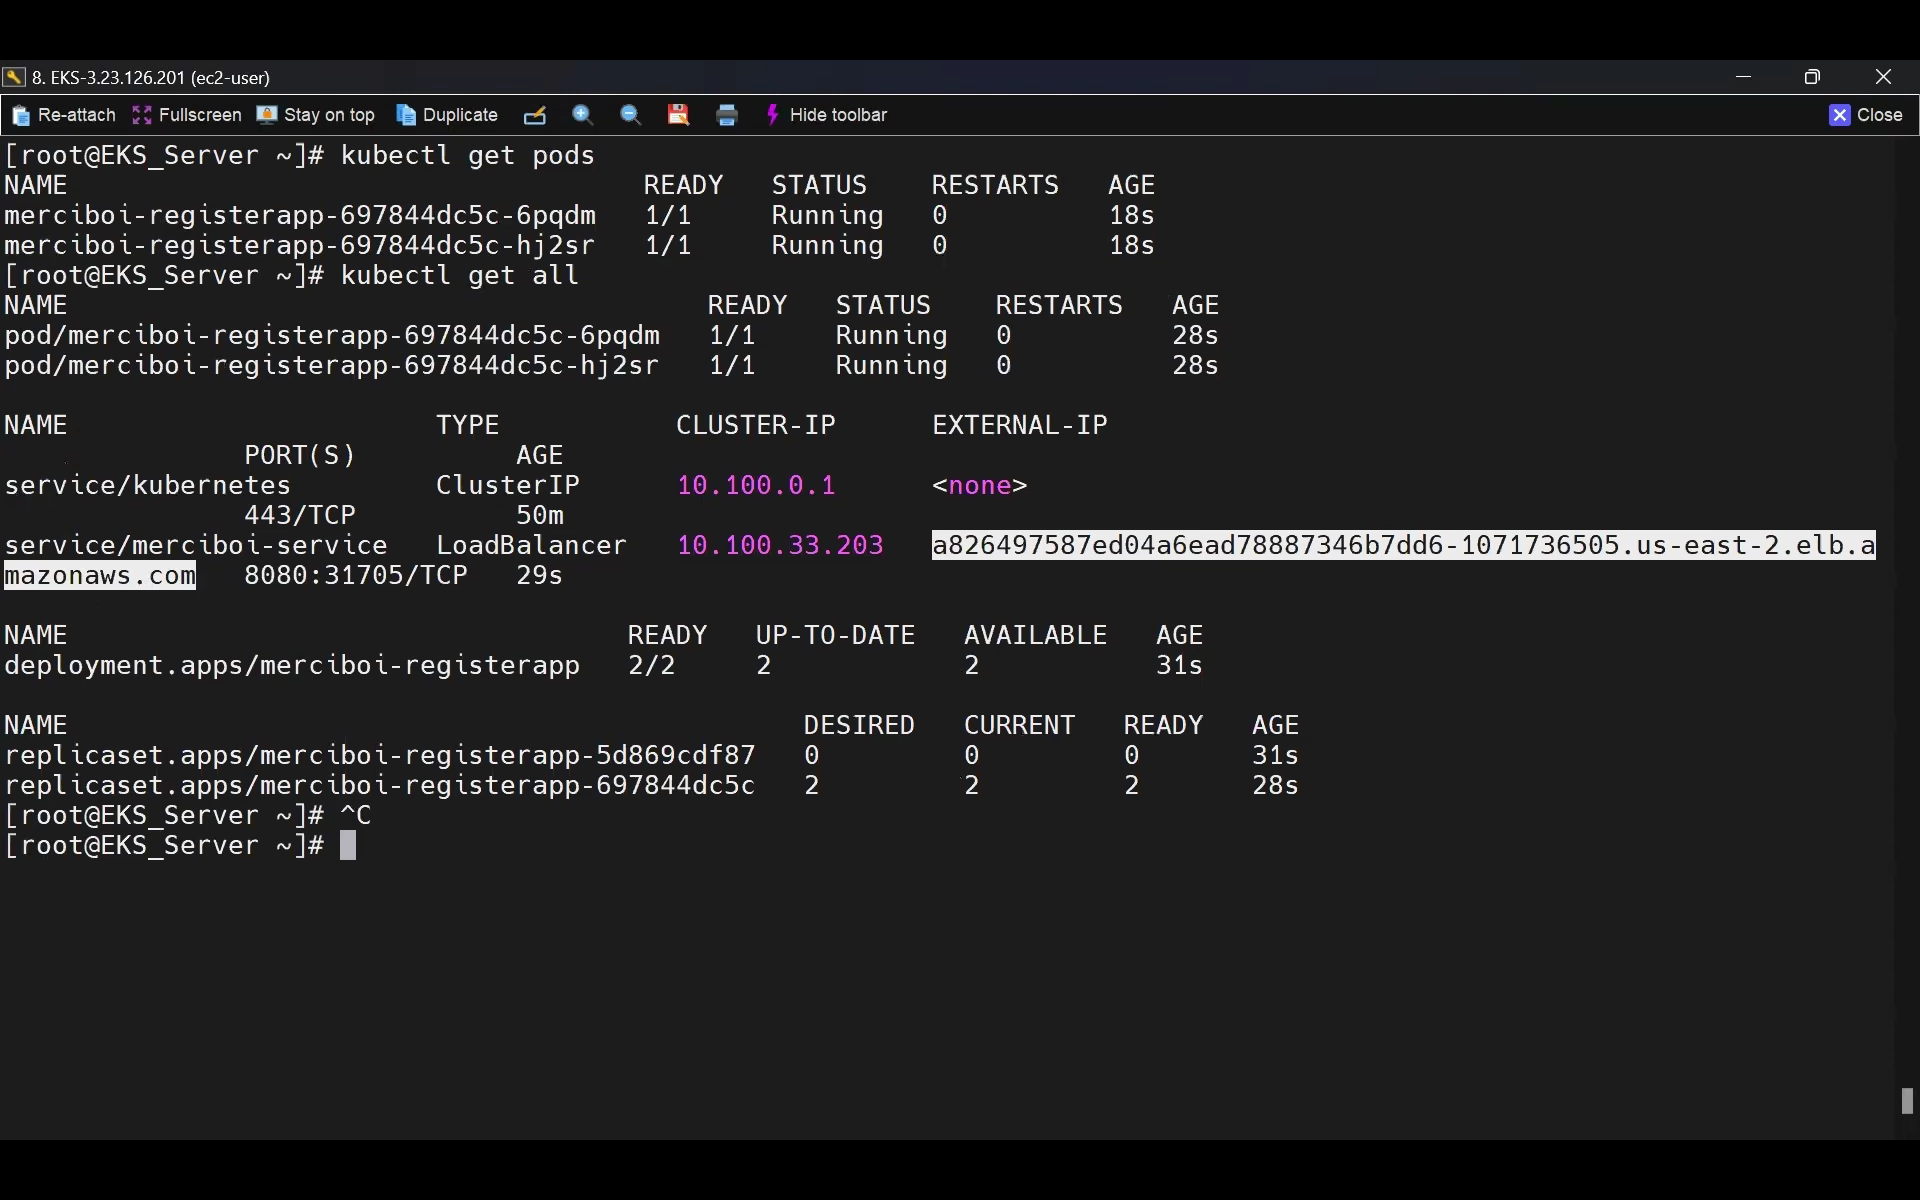 8. EKS-3.23.126.201 (ec2-user)
Re-attach Fullscreen Stay on top Duplicate Hide toolbar Close
[root@EKS_Server ~]# kubectl get pods
NAME READY STATUS RESTARTS AGE
merciboi-registerapp-697844dc5c-6pqdm 1/1 Running 0 18s
merciboi-registerapp-697844dc5c-hj2sr 1/1 Running 0 18s
[root@EKS_Server ~]# kubectl get all
NAME READY STATUS RESTARTS AGE
pod/merciboi-registerapp-697844dc5c-6pqdm 1/1 Running 0 28s
pod/merciboi-registerapp-697844dc5c-hj2sr 1/1 Running 0 28s
NAME TYPE CLUSTER-IP EXTERNAL-IP
PORT(S) AGE
service/kubernetes ClusterIP 10.100.0.1 <none>
443/TCP 50m
service/merciboi-service LoadBalancer 10.100.33.203 a826497587ed04a6ead78887346b7dd6-1071736505.us-east-2.elb.a
mazonaws.com 8080:31705/TCP 29s
NAME READY UP-TO-DATE AVAILABLE AGE
deployment.apps/merciboi-registerapp 2/2 2 2 31s
NAME DESIRED CURRENT READY AGE
replicaset.apps/merciboi-registerapp-5d869cdf87 0 0 0 31s
replicaset.apps/merciboi-registerapp-697844dc5c 2 2 2 28s
[root@EKS_Server ~]# ^C
[root@EKS_Server ~]#